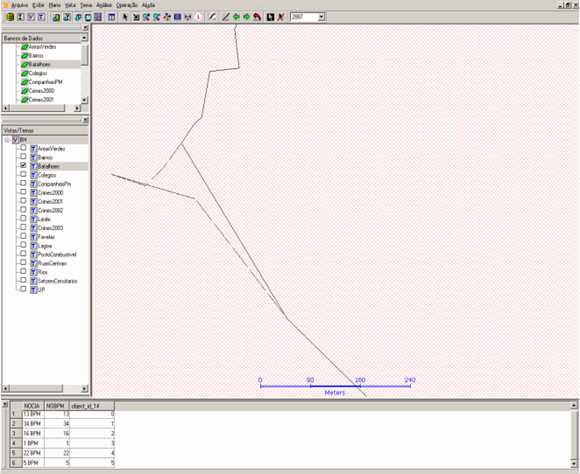 Arquivo Exibir Plano Vista Tema Análise Operação Ajuda
2887
Bancos de Dados
AreasVerdes
Bairros
Batalhoes
Colegios
CompanhiasPM
Crimes2000
Crimes2001
Vistas/Temas
BH
AreasVerdes
Bairros
Batalhoes
Colegios
CompanhiasPm
Crimes2000
Crimes2001
Crimes2002
Limite
Crimes2003
Favelas
Lagoa
PostoCombustivel
RuasCentrais
Rios
SetoresCensitarios
UP
0 80 160 240
Meters
NOCIA NOBPM object_id_14
1 13 BPM 13 0
2 34 BPM 34 1
3 16 BPM 16 2
4 1 BPM 1 3
5 22 BPM 22 4
6 5 BPM 5 5